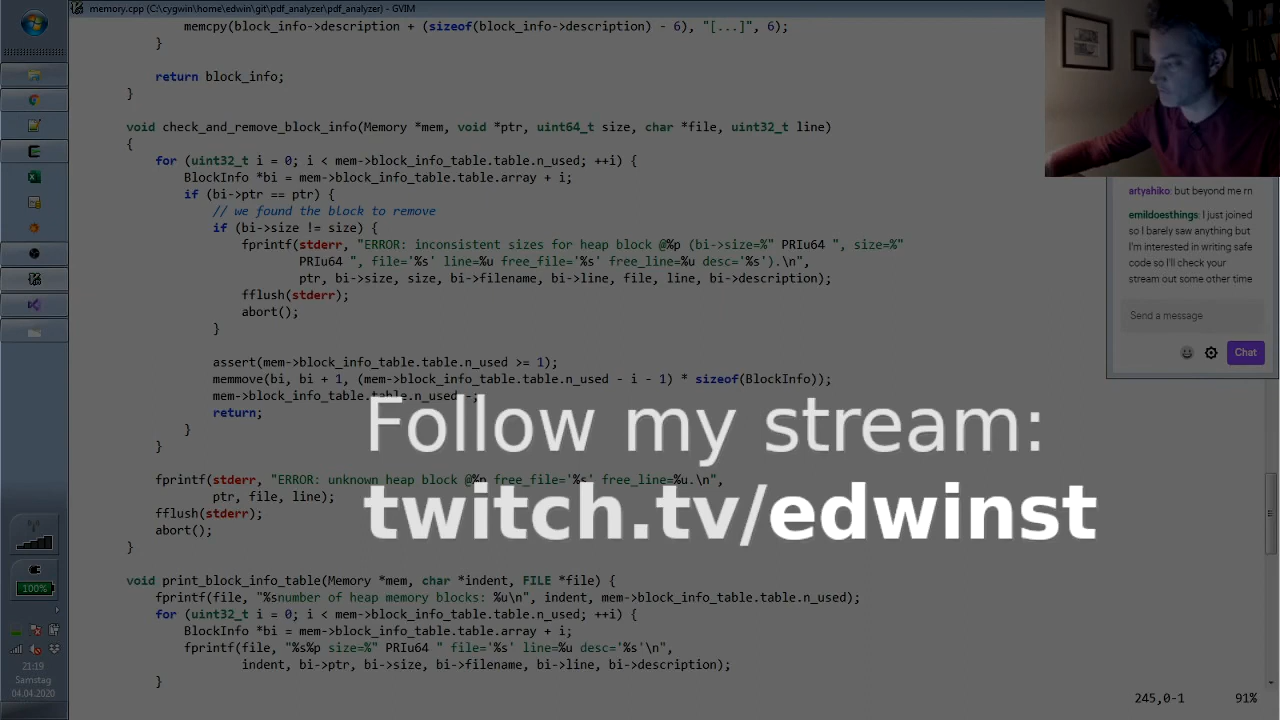 memory.cpp (C:\cygwin\home\edwin\git\pdf_analyzer\pdf_analyzer) - GVIM
memcpy(block_info->description + (sizeof(block_info->description) - 6), "[...]", 6);
}
return block_info;
}
void check_and_remove_block_info(Memory *mem, void *ptr, uint64_t size, char *file, uint32_t line)
{
for (uint32_t i = 0; i < mem->block_info_table.table.n_used; ++i) {
BlockInfo *bi = mem->block_info_table.table.array + i;
if (bi->ptr == ptr) {
// we found the block to remove
if (bi->size != size) {
fprintf(stderr, "ERROR: inconsistent sizes for heap block @%p (bi->size=%" PRIu64 ", size=%"
PRIu64 ", file='%s' line=%u free_file='%s' free_line=%u desc='%s').\n",
ptr, bi->size, size, bi->filename, bi->line, file, line, bi->description);
fflush(stderr);
abort();
}
assert(mem->block_info_table.table.n_used >= 1);
memmove(bi, bi + 1, (mem->block_info_table.table.n_used - i - 1) * sizeof(BlockInfo));
mem->block_info_table.table.n_used--;
return;
}
}
fprintf(stderr, "ERROR: unknown heap block @%p free_file='%s' free_line=%u.\n",
ptr, file, line);
fflush(stderr);
abort();
}
void print_block_info_table(Memory *mem, char *indent, FILE *file) {
fprintf(file, "%snumber of heap memory blocks: %u\n", indent, mem->block_info_table.table.n_used);
for (uint32_t i = 0; i < mem->block_info_table.table.n_used; ++i) {
BlockInfo *bi = mem->block_info_table.table.array + i;
fprintf(file, "%s%p size=%" PRIu64 " file='%s' line=%u desc='%s'\n",
indent, bi->ptr, bi->size, bi->filename, bi->line, bi->description);
}
245,0-1 91%
Follow my stream:
twitch.tv/edwinst
artyahiko: but beyond me rn
emildoesthings: I just joined
so I barely saw anything but
I'm interested in writing safe
code so I'll check your
stream out some other time
Send a message
Chat
100%
21:19
Samstag
04.04.2020